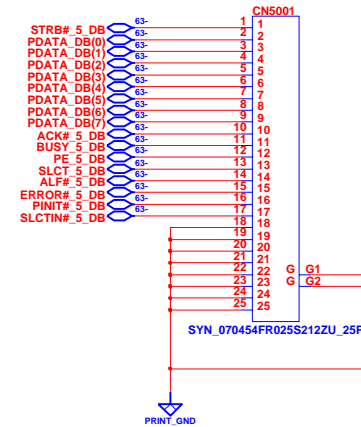 CN5001
STRB#_5_DB 63- 1 1
PDATA_DB(0) 63- 2 2
PDATA_DB(1) 63- 3 3
PDATA_DB(2) 63- 4 4
PDATA_DB(3) 63- 5 5
PDATA_DB(4) 63- 6 6
PDATA_DB(5) 63- 7 7
PDATA_DB(6) 63- 8 8
PDATA_DB(7) 63- 9 9
ACK#_5_DB 63- 10 10
BUSY_5_DB 63- 11 11
PE_5_DB 63- 12 12
SLCT_5_DB 63- 13 13
ALF#_5_DB 63- 14 14
ERROR#_5_DB 63- 15 15
PINIT#_5_DB 63- 16 16
SLCTIN#_5_DB 63- 17 17
18 18
19 19
20 20
21 21
22 22 G G1
23 23 G G2
24 24
25 25
SYN_070454FR025S212ZU_25P
PRINT_GND